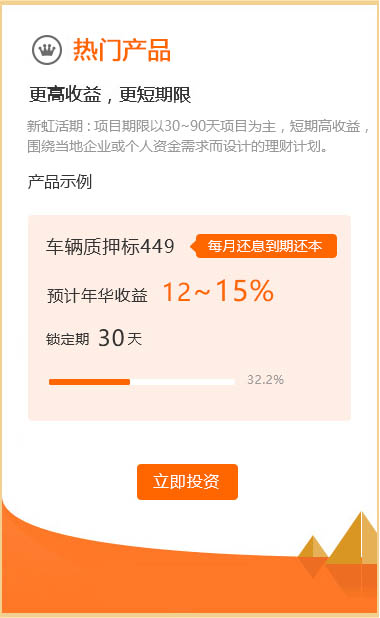 热门产品
更高收益，更短期限
新虹活期：项目期限以30~90天项目为主，短期高收益，
围绕当地企业或个人资金需求而设计的理财计划。
产品示例
车辆质押标449 每月还息到期还本
预计年华收益 12~15%
锁定期 30天
32.2%
立即投资